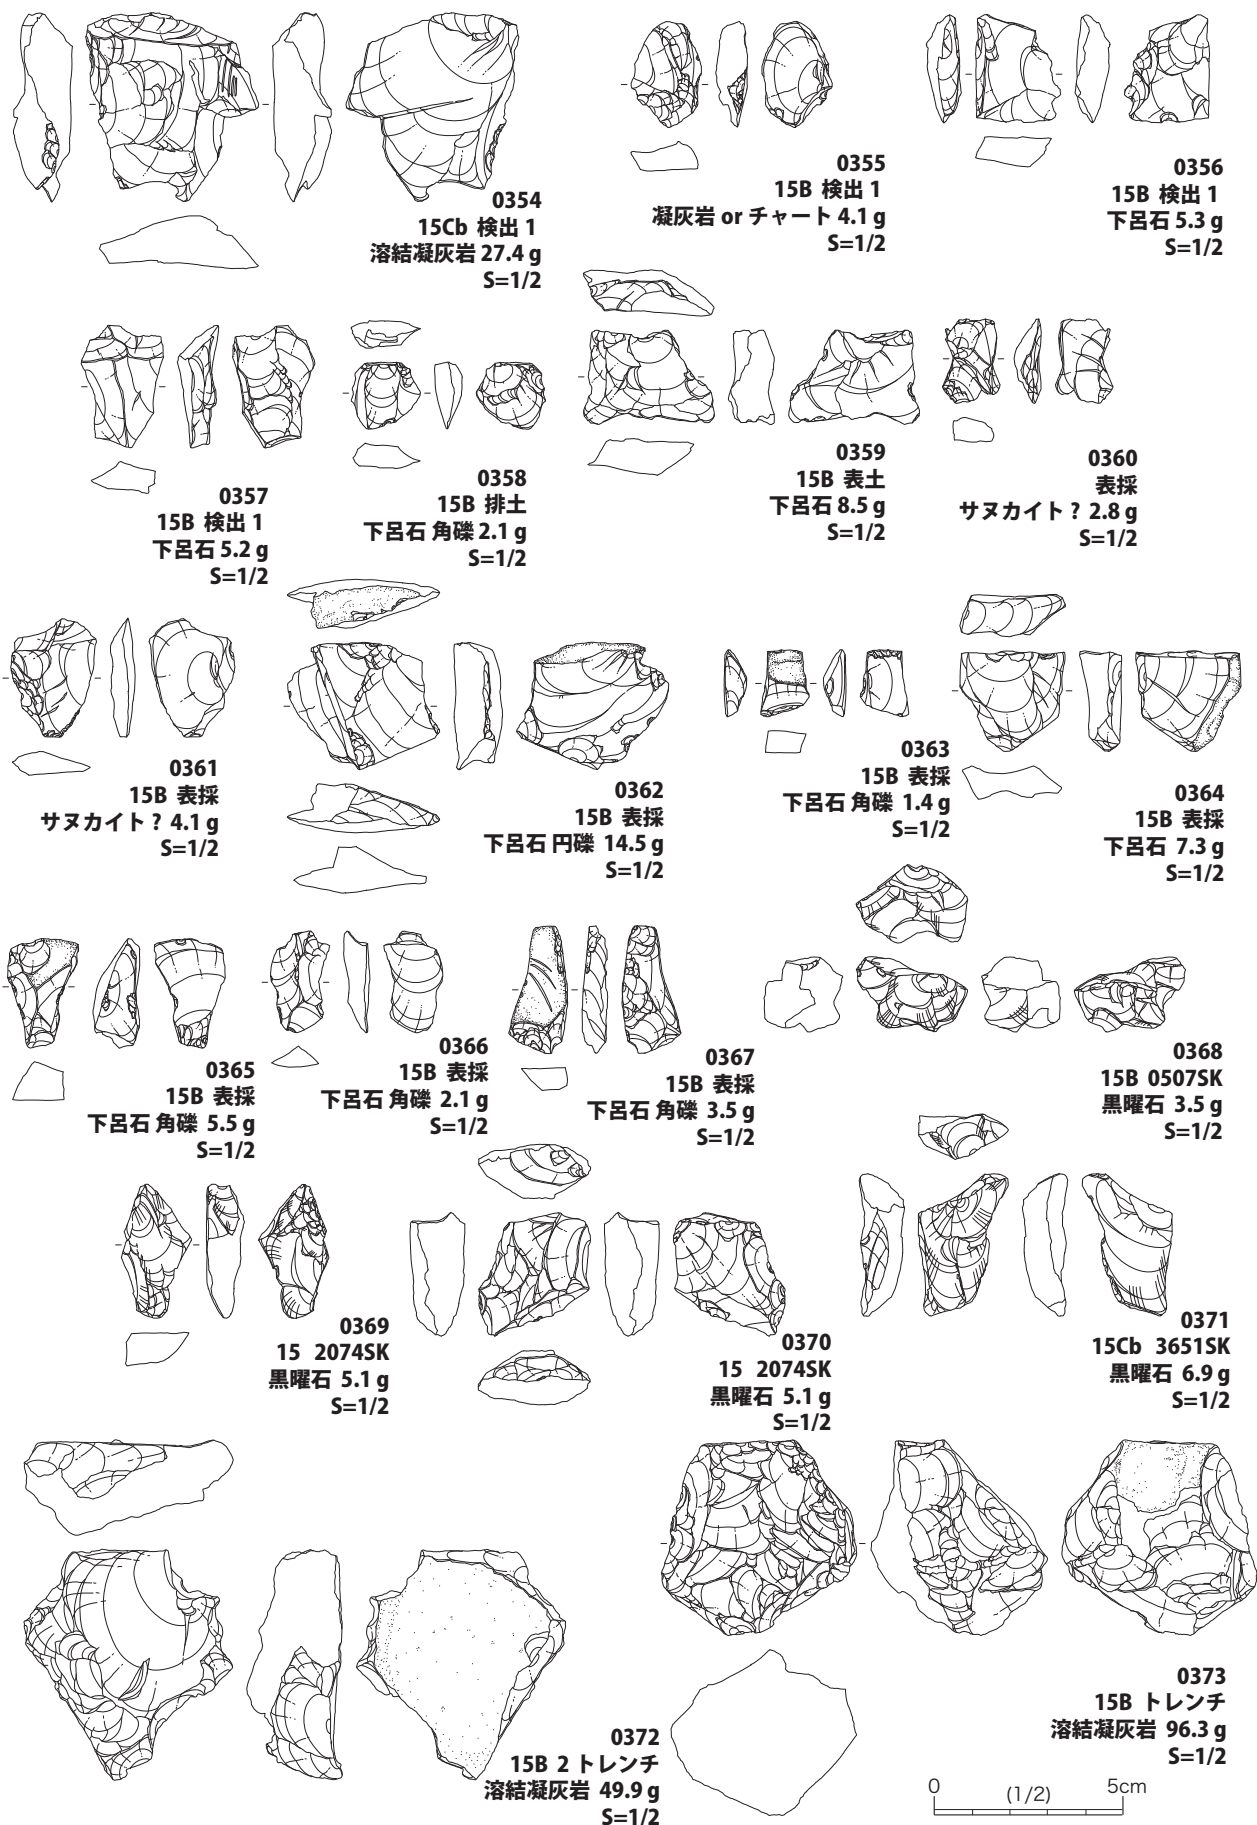 0354
15Cb 検出 1
溶結凝灰岩 27.4 g
S=1/2
0355
15B 検出 1
凝灰岩 or チャート 4.1 g
S=1/2
0356
15B 検出 1
下呂石 5.3 g
S=1/2
0357
15B 検出 1
下呂石 5.2 g
S=1/2
0358
15B 排土
下呂石 角礫 2.1 g
S=1/2
0359
15B 表土
下呂石 8.5 g
S=1/2
0360
表採
サヌカイト ? 2.8 g
S=1/2
0361
15B 表採
サヌカイト ? 4.1 g
S=1/2
0362
15B 表採
下呂石 円礫 14.5 g
S=1/2
0363
15B 表採
下呂石 角礫 1.4 g
S=1/2
0364
15B 表採
下呂石 7.3 g
S=1/2
0365
15B 表採
下呂石 角礫 5.5 g
S=1/2
0366
15B 表採
下呂石 角礫 2.1 g
S=1/2
0367
15B 表採
下呂石 角礫 3.5 g
S=1/2
0368
15B 0507SK
黒曜石 3.5 g
S=1/2
0369
15 2074SK
黒曜石 5.1 g
S=1/2
0370
15 2074SK
黒曜石 5.1 g
S=1/2
0371
15Cb 3651SK
黒曜石 6.9 g
S=1/2
0372
15B 2 トレンチ
溶結凝灰岩 49.9 g
S=1/2
0373
15B トレンチ
溶結凝灰岩 96.3 g
S=1/2
0 (1/2) 5cm